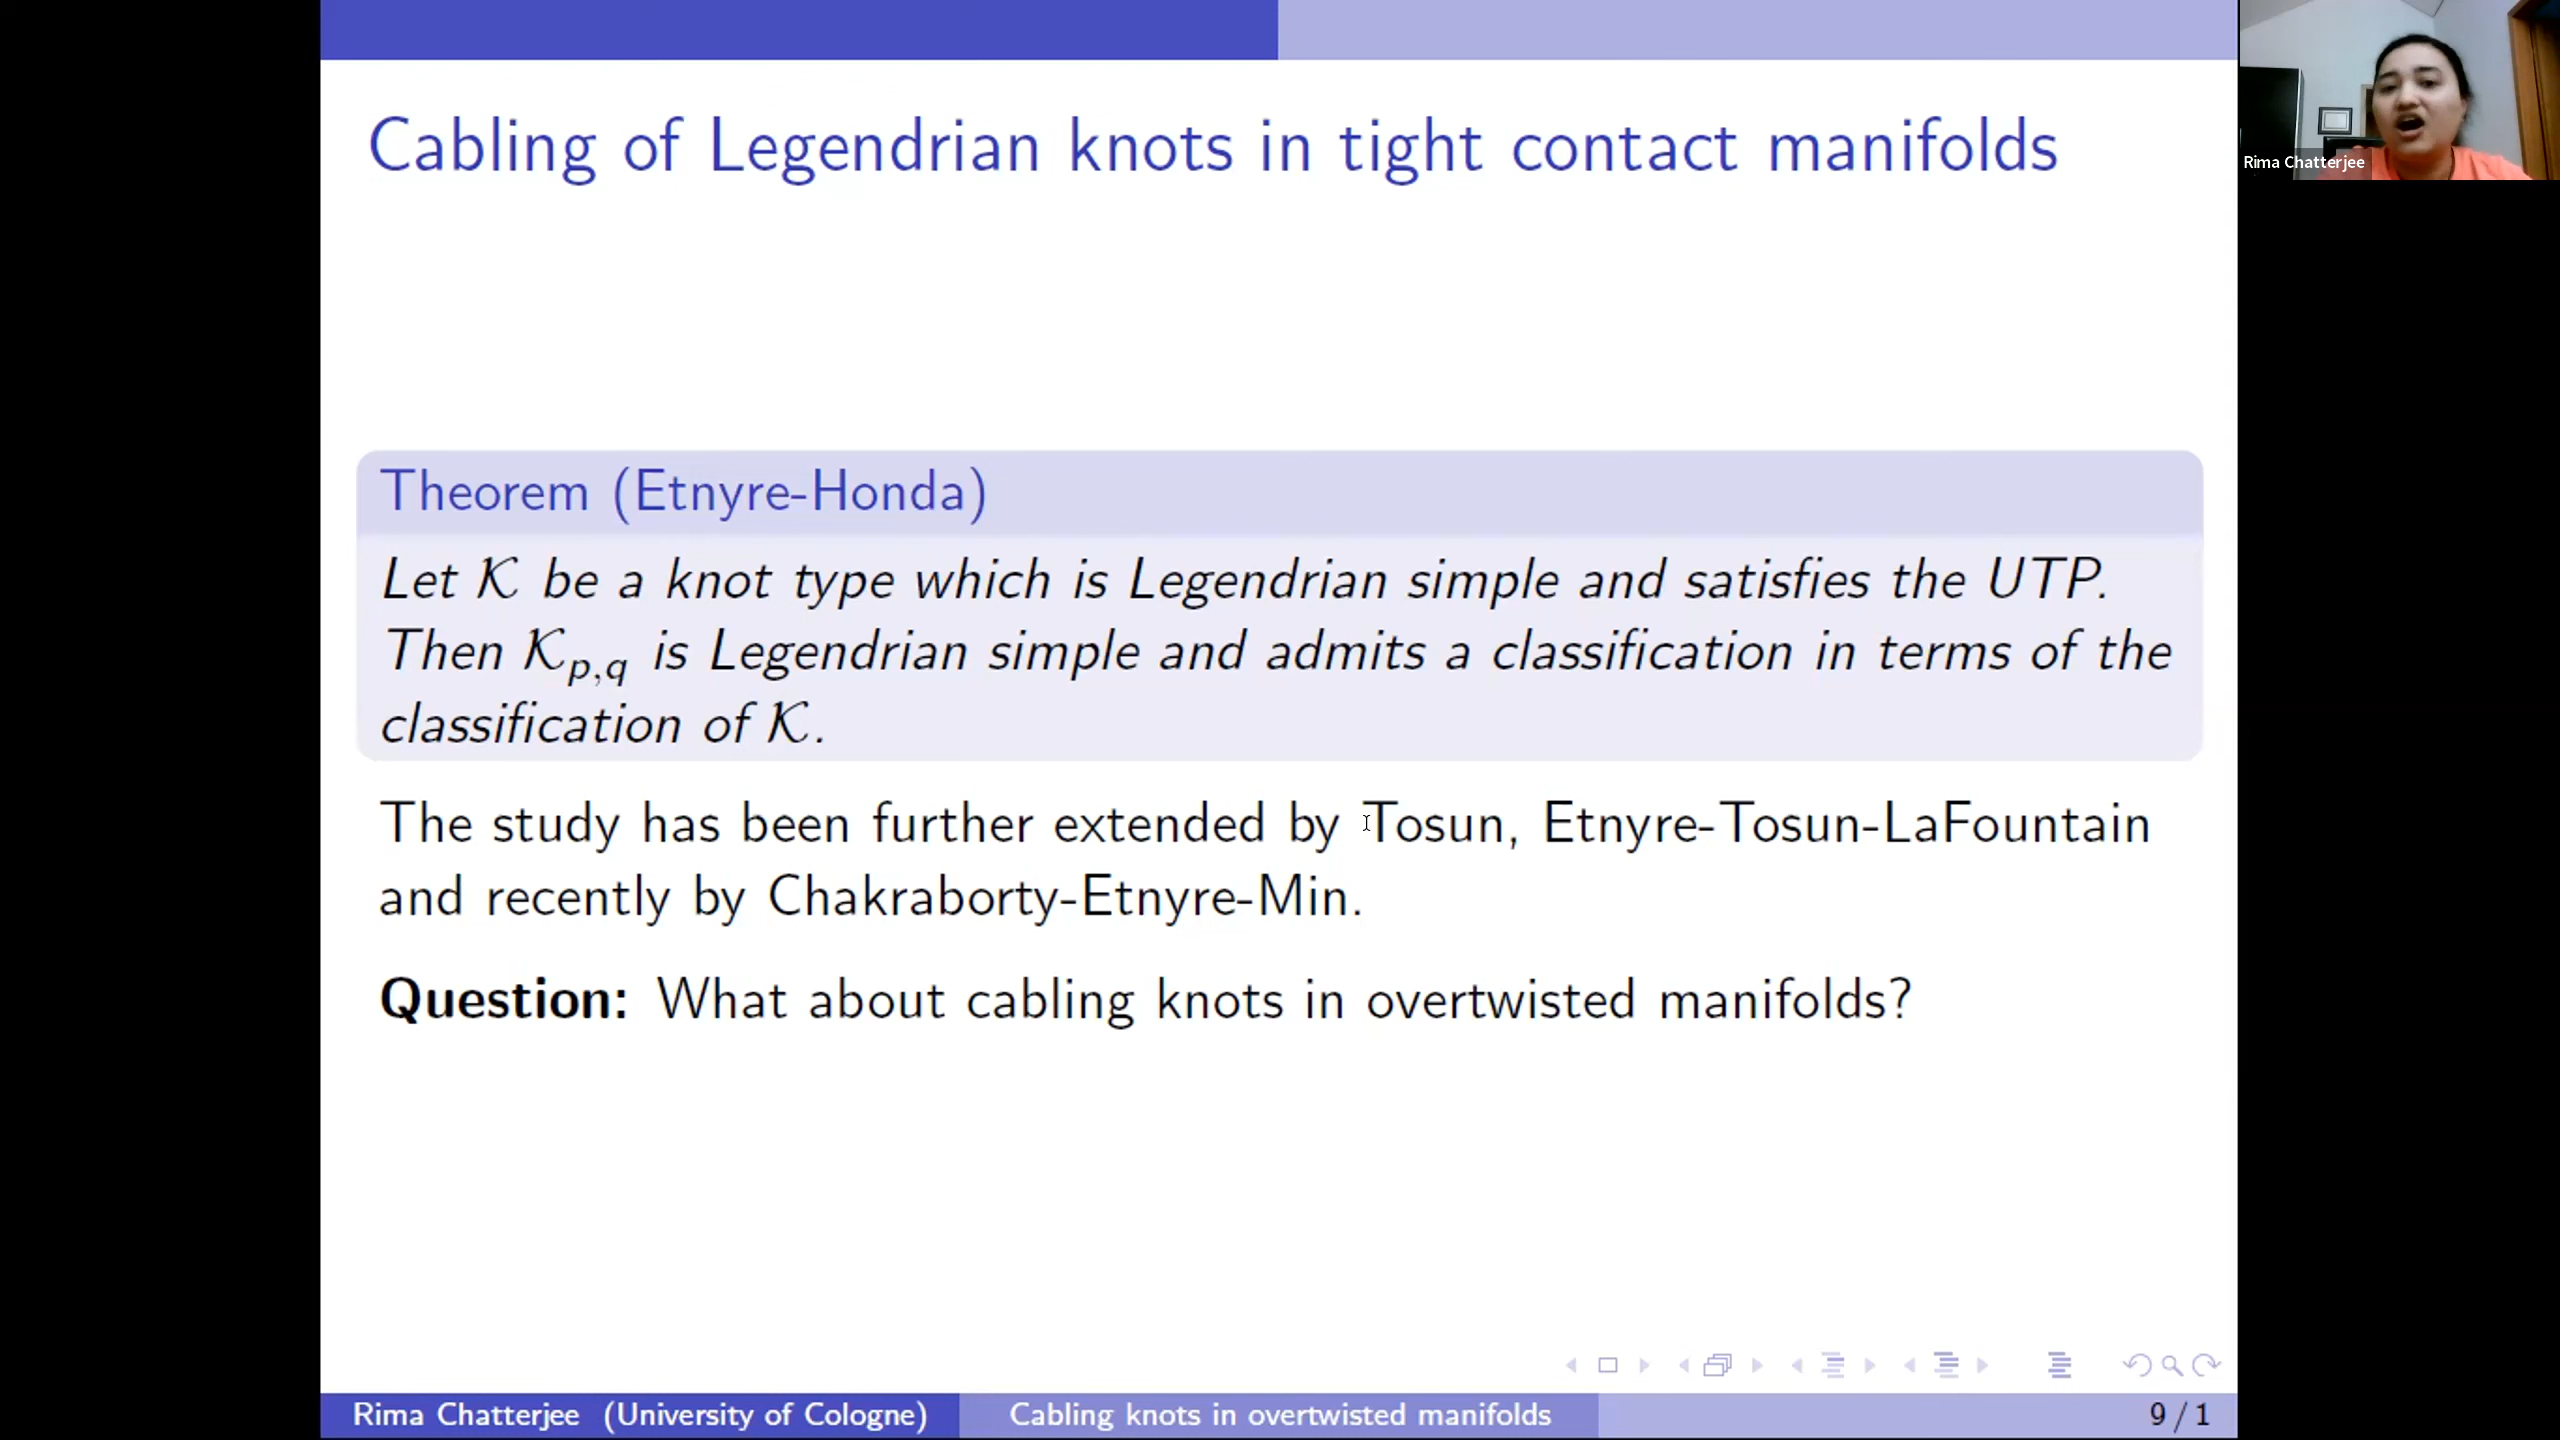 Cabling of Legendrian knots in tight contact manifolds
Rima Chatterjee
Theorem (Etnyre-Honda)
Let 𝒦 be a knot type which is Legendrian simple and satisfies the UTP.
Then 𝒦p,q is Legendrian simple and admits a classification in terms of the
classification of 𝒦.
The study has been further extended by Tosun, Etnyre-Tosun-LaFountain
and recently by Chakraborty-Etnyre-Min.
Question: What about cabling knots in overtwisted manifolds?
Rima Chatterjee (University of Cologne) Cabling knots in overtwisted manifolds 9 / 1